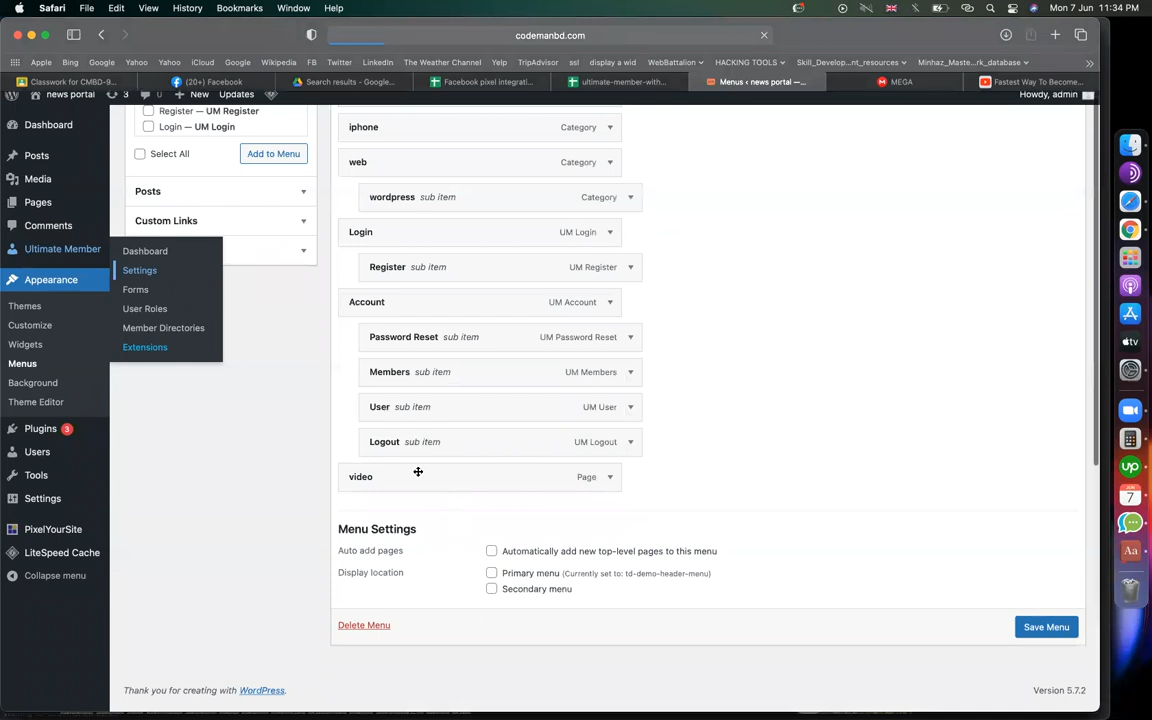 Safari File Edit View History Bookmarks Window Help Mon 7 Jun 11:34 PM
codemanbd.com
Apple Bing Google Yahoo Yahoo iCloud Google Wikipedia FB Twitter LinkedIn The Weather Channel Yelp TripAdvisor ssl display a wid WebBattalion HACKING TOOLS Skill_Develop...nt_resources Minhaz_Maste...rk_database
Classwork for CMBD-9... (20+) Facebook Search results - Google... Facebook pixel integrati... ultimate-member-with... Menus ‹ news portal —... MEGA Fastest Way To Become...
news portal 3 0 New Updates Howdy, admin
Register — UM Register
Login — UM Login
Select All Add to Menu
Posts
Custom Links
Dashboard
Posts
Media
Pages
Comments
Ultimate Member
Appearance
Themes
Customize
Widgets
Menus
Background
Theme Editor
Plugins 3
Users
Tools
Settings
PixelYourSite
LiteSpeed Cache
Collapse menu
Dashboard
Settings
Forms
User Roles
Member Directories
Extensions
iphone Category
web Category
wordpress sub item Category
Login UM Login
Register sub item UM Register
Account UM Account
Password Reset sub item UM Password Reset
Members sub item UM Members
User sub item UM User
Logout sub item UM Logout
video Page
Menu Settings
Auto add pages Automatically add new top-level pages to this menu
Display location Primary menu (Currently set to: td-demo-header-menu)
Secondary menu
Delete Menu Save Menu
Thank you for creating with WordPress. Version 5.7.2
tv
up
JUN
7
Aa